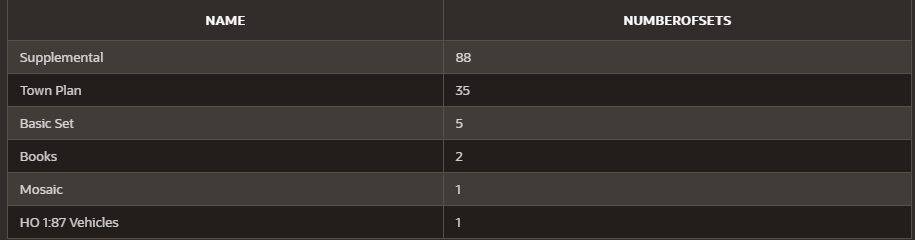 NAME NUMBEROFSETS
Supplemental 88
Town Plan 35
Basic Set 5
Books 2
Mosaic 1
HO 1:87 Vehicles 1